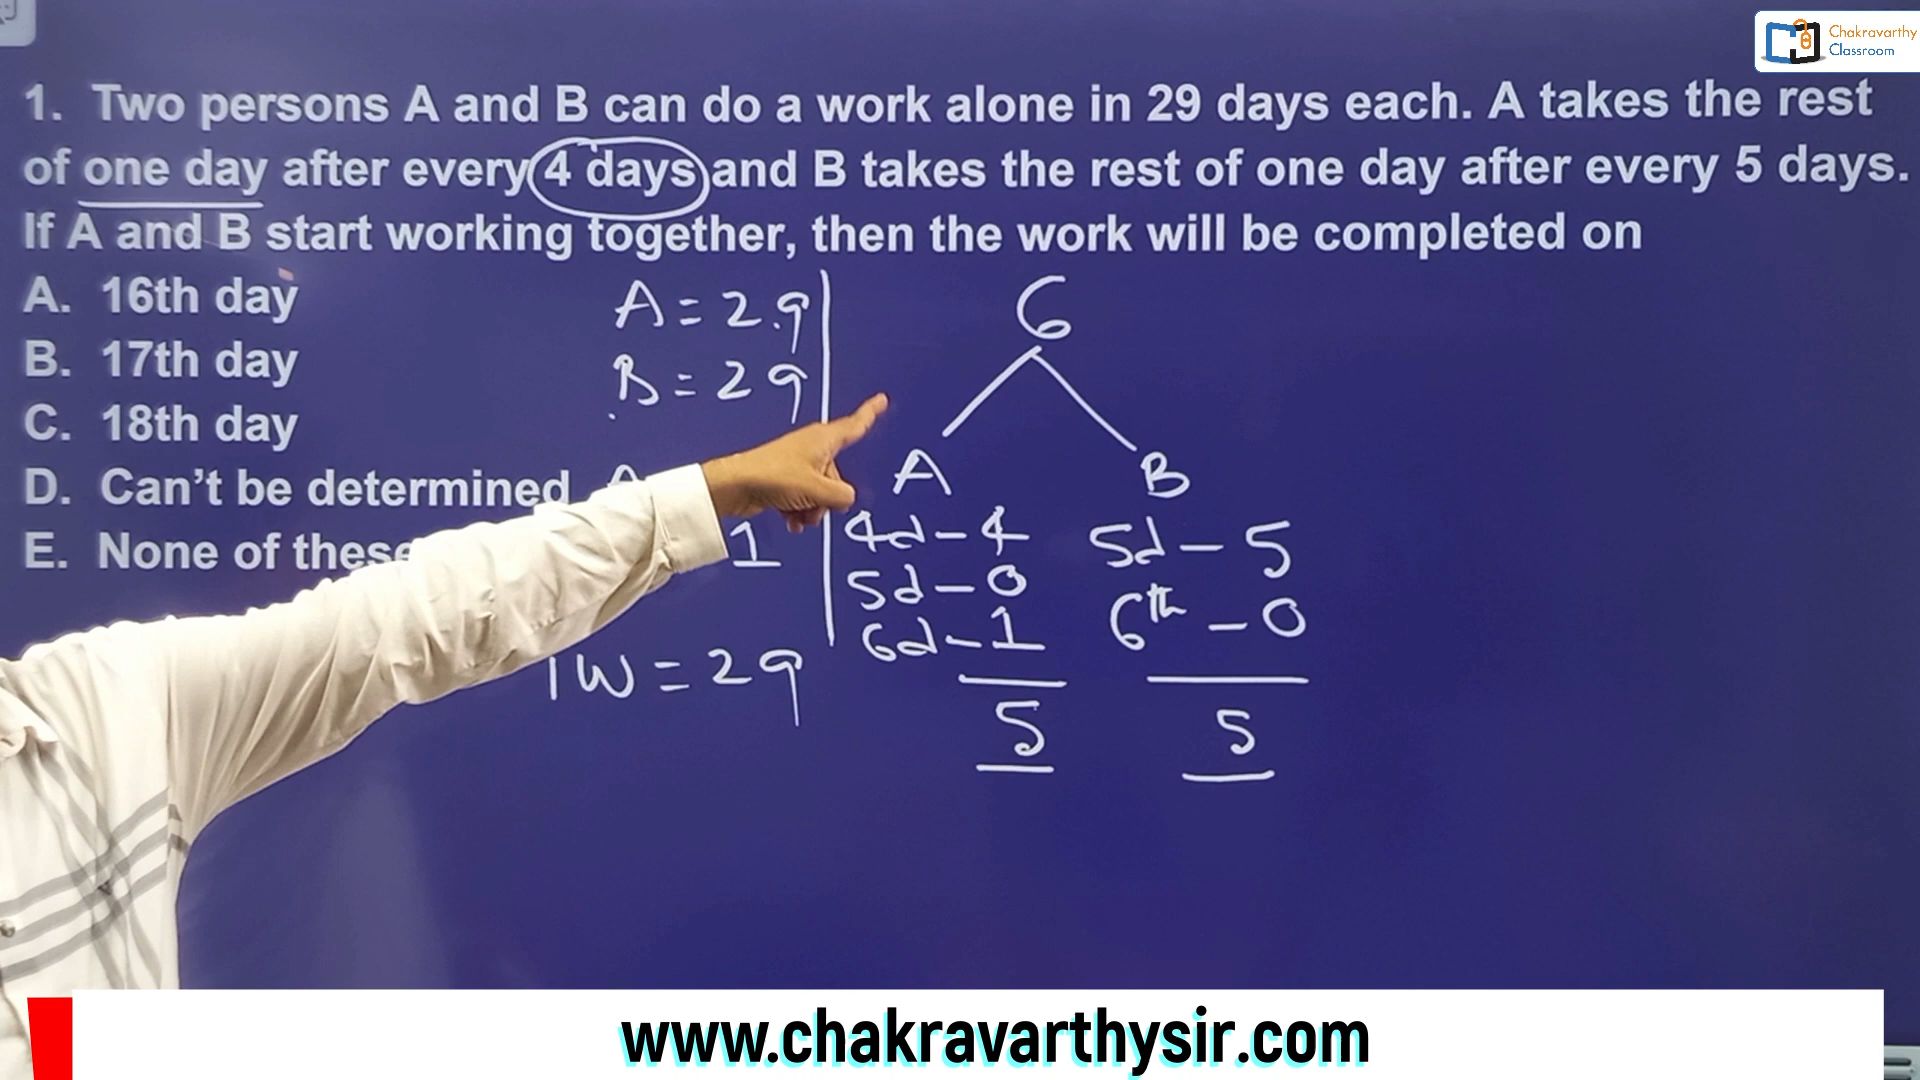 Chakravarthy
Classroom
1. Two persons A and B can do a work alone in 29 days each. A takes the rest
of one day after every 4 days and B takes the rest of one day after every 5 days.
If A and B start working together, then the work will be completed on
A. 16th day
B. 17th day
C. 18th day
D. Can't be determined
E. None of these
A = 29
B = 29
1
TW = 29
6
A B
4d - 4 5d - 5
5d - 0 6th - 0
6d - 1
5 5
www.chakravarthysir.com